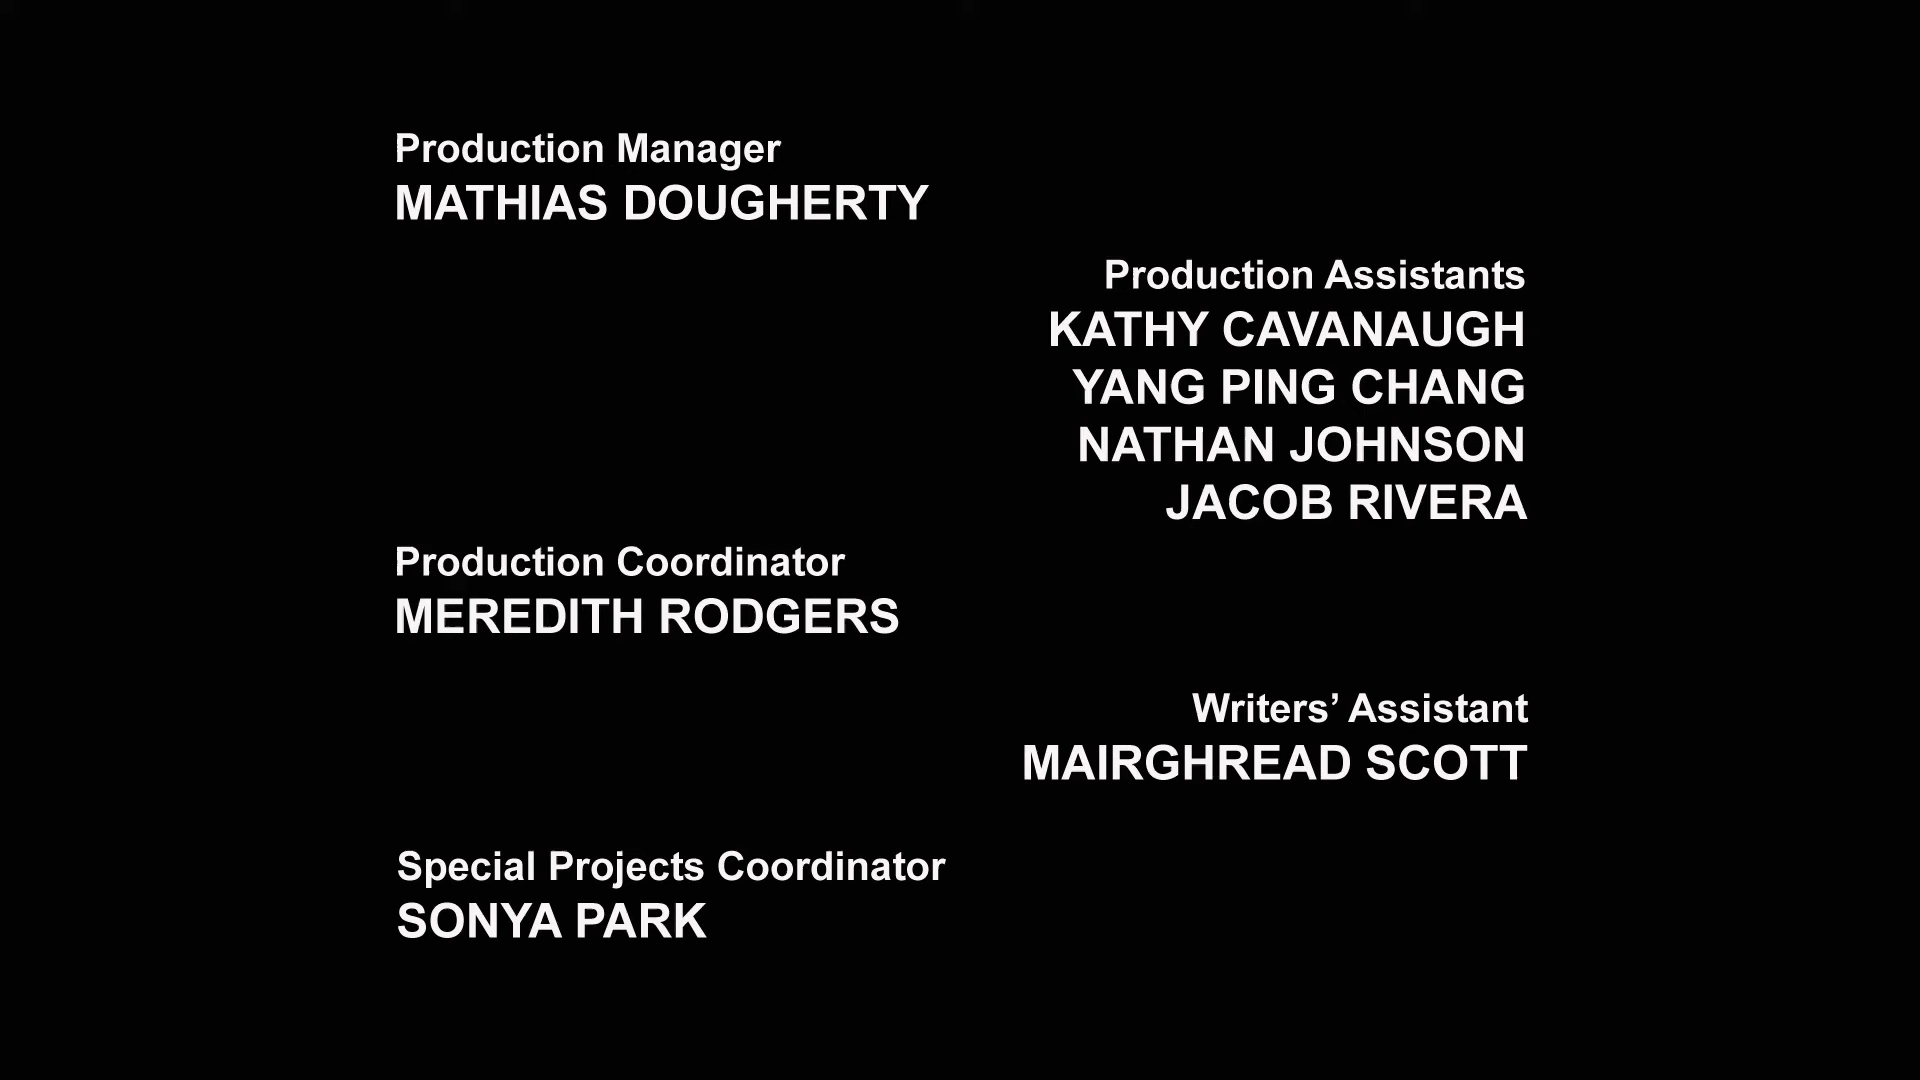 Production Manager
MATHIAS DOUGHERTY
Production Assistants
KATHY CAVANAUGH
YANG PING CHANG
NATHAN JOHNSON
JACOB RIVERA
Production Coordinator
MEREDITH RODGERS
Writers’ Assistant
MAIRGHREAD SCOTT
Special Projects Coordinator
SONYA PARK